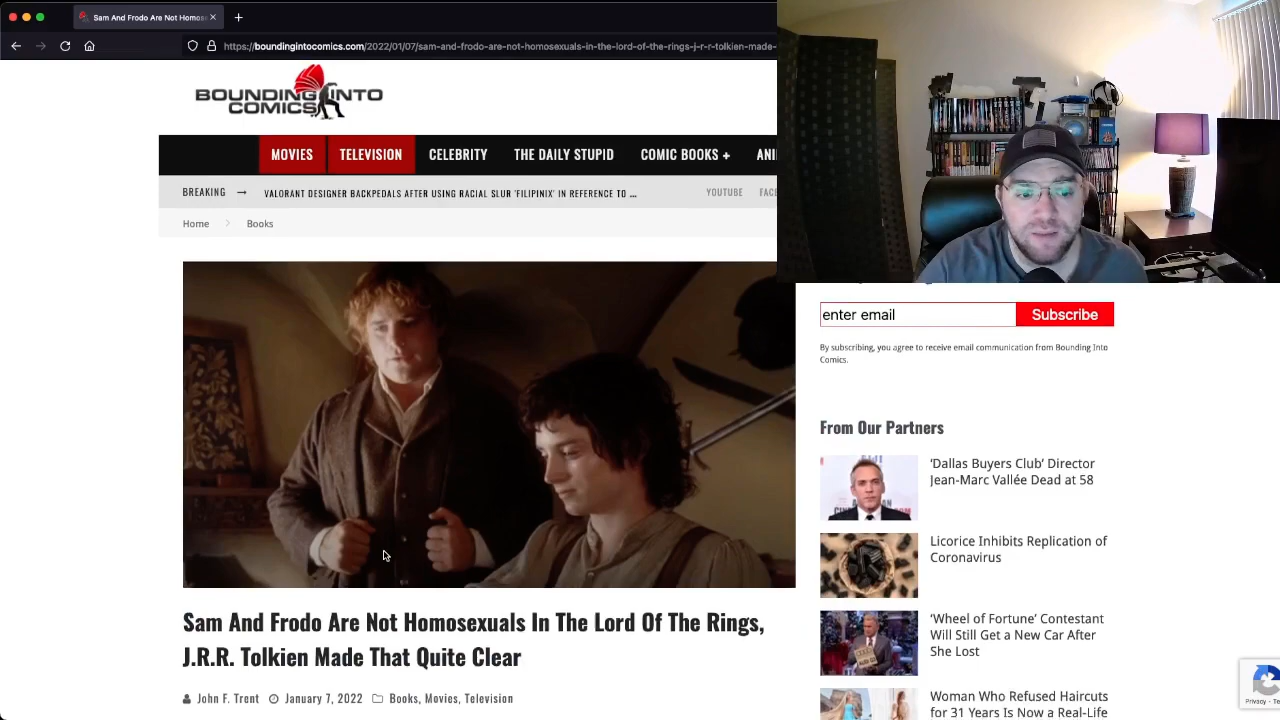 Sam And Frodo Are Not Homose
https://boundingintocomics.com/2022/01/07/sam-and-frodo-are-not-homosexuals-in-the-lord-of-the-rings-j-r-r-tolkien-made-
BOUNDING INTO
COMICS
MOVIES TELEVISION CELEBRITY THE DAILY STUPID COMIC BOOKS + ANI
BREAKING → VALORANT DESIGNER BACKPEDALS AFTER USING RACIAL SLUR 'FILIPINIX' IN REFERENCE TO ... YOUTUBE FACE
Home > Books
enter email Subscribe
By subscribing, you agree to receive email communication from Bounding Into
Comics.
From Our Partners
‘Dallas Buyers Club’ Director
Jean-Marc Vallée Dead at 58
Licorice Inhibits Replication of
Coronavirus
‘Wheel of Fortune’ Contestant
Will Still Get a New Car After
She Lost
Woman Who Refused Haircuts
for 31 Years Is Now a Real-Life
Sam And Frodo Are Not Homosexuals In The Lord Of The Rings,
J.R.R. Tolkien Made That Quite Clear
John F. Trent January 7, 2022 Books, Movies, Television
Privacy - Te